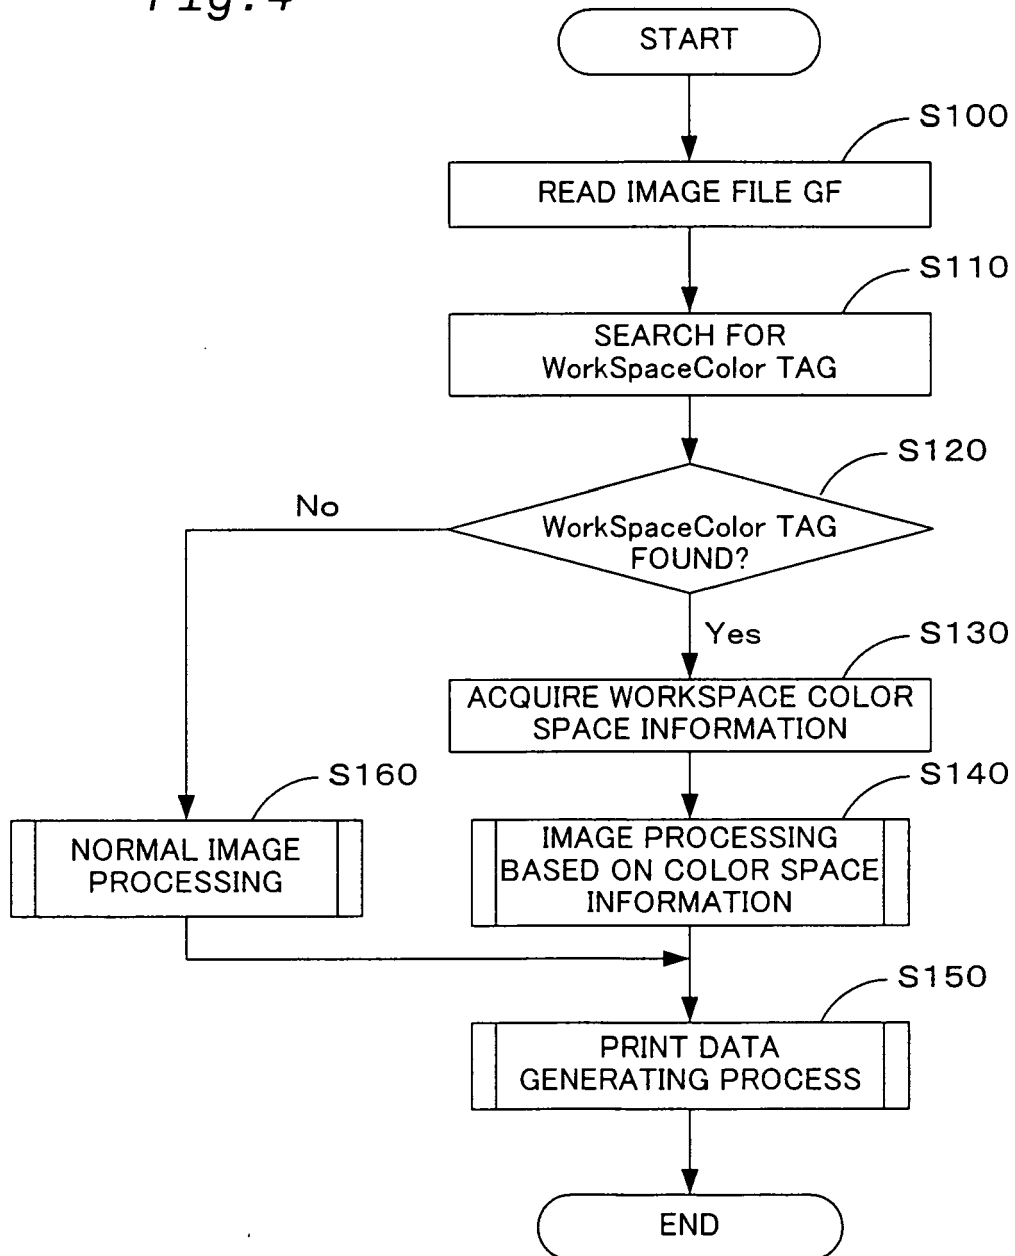 Fig.4
START
S100
READ IMAGE FILE GF
S110
SEARCH FOR
WorkSpaceColor TAG
S120
No
WorkSpaceColor TAG
FOUND?
Yes
S130
ACQUIRE WORKSPACE COLOR
SPACE INFORMATION
S160
S140
NORMAL IMAGE
PROCESSING
IMAGE PROCESSING
BASED ON COLOR SPACE
INFORMATION
S150
PRINT DATA
GENERATING PROCESS
END